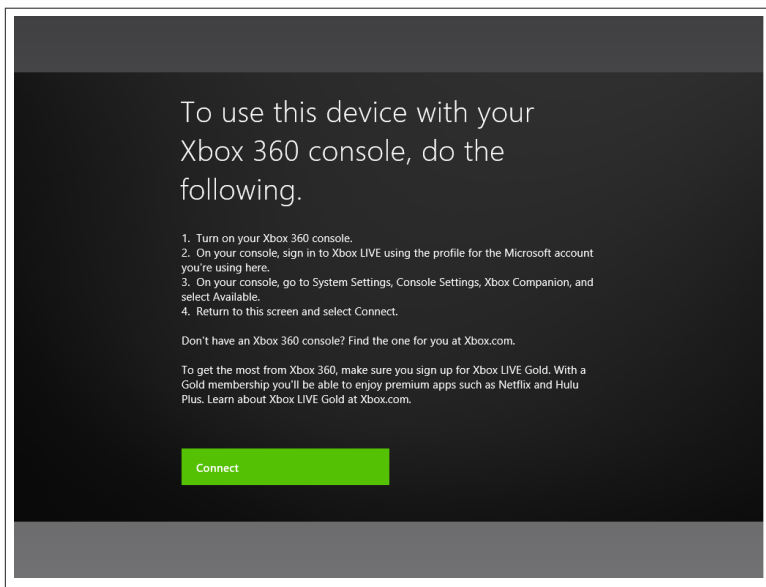 To use this device with your
Xbox 360 console, do the
following.
1. Turn on your Xbox 360 console.
2. On your console, sign in to Xbox LIVE using the profile for the Microsoft account
you're using here.
3. On your console, go to System Settings, Console Settings, Xbox Companion, and
select Available.
4. Return to this screen and select Connect.
Don't have an Xbox 360 console? Find the one for you at Xbox.com.
To get the most from Xbox 360, make sure you sign up for Xbox LIVE Gold. With a
Gold membership you'll be able to enjoy premium apps such as Netflix and Hulu
Plus. Learn about Xbox LIVE Gold at Xbox.com.
Connect